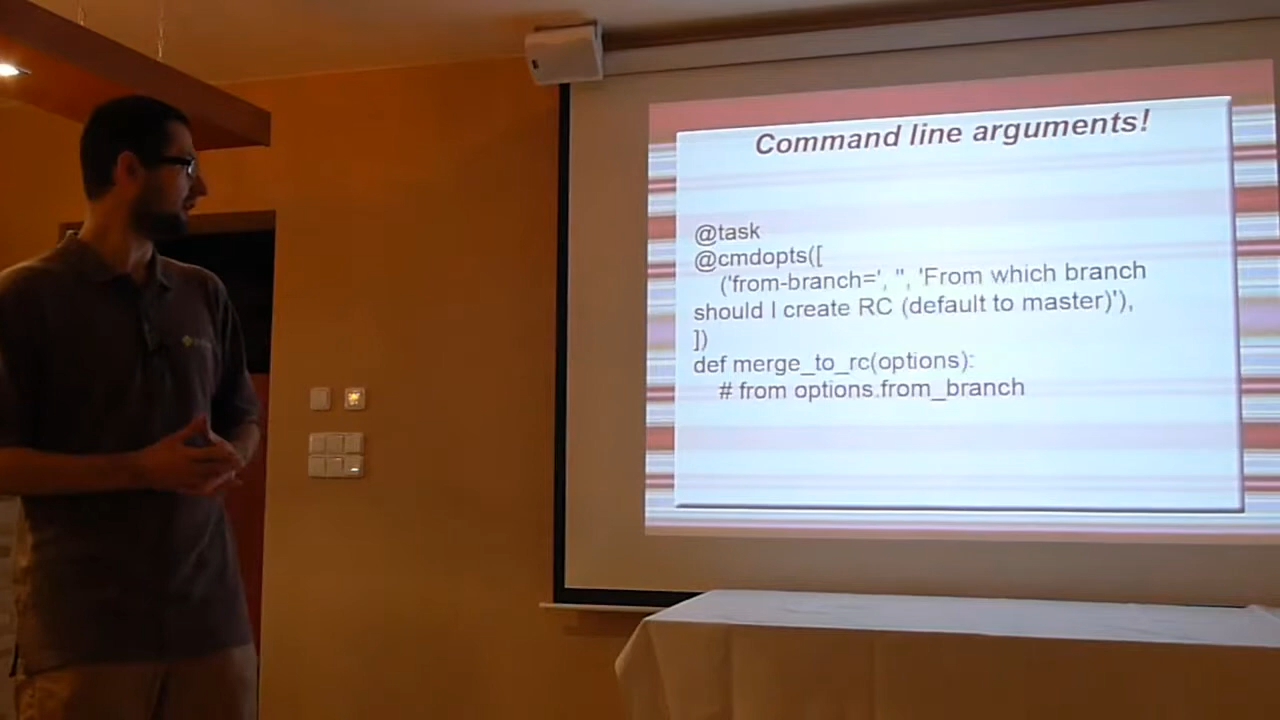 Command line arguments!
@task
@cmdopts([
('from-branch=', '', 'From which branch
should I create RC (default to master)'),
])
def merge_to_rc(options):
# from options.from_branch